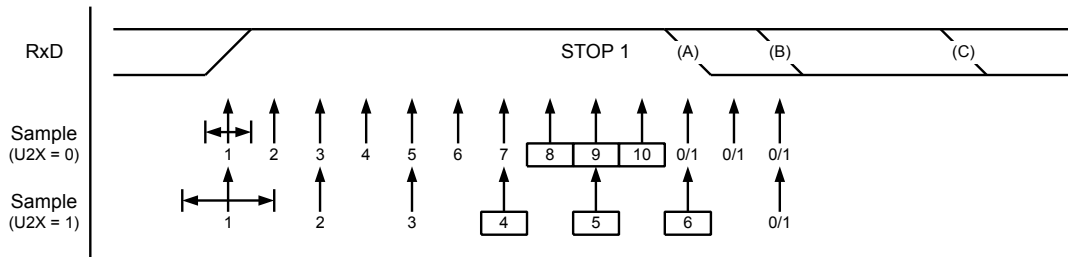 RxD STOP 1 (A) (B) (C)
Sample
(U2X = 0)
1 2 3 4 5 6 7 8 9 10 0/1 0/1 0/1
Sample
(U2X = 1)
1 2 3 4 5 6 0/1